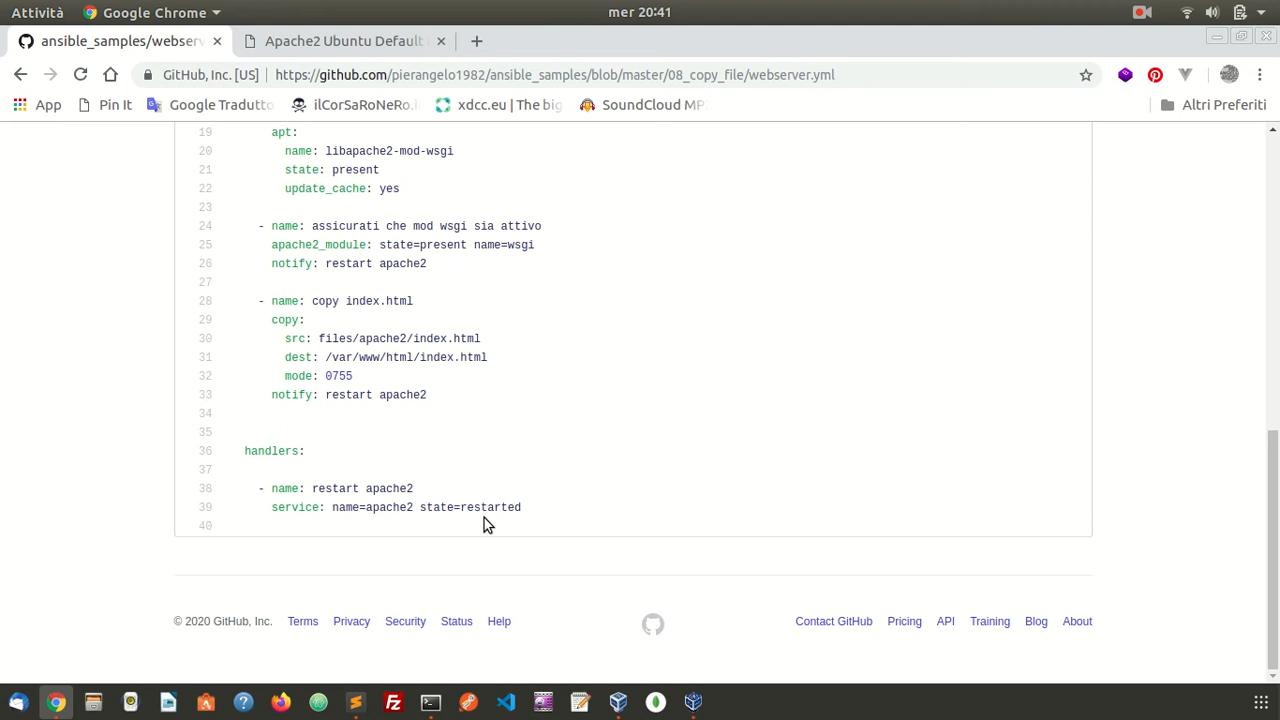 Attività
Google Chrome
mer 20:41
ansible_samples/webserv
Apache2 Ubuntu Default
GitHub, Inc. [US]
https://github.com/pierangelo1982/ansible_samples/blob/master/08_copy_file/webserver.yml
App
Pin It
Google Tradutto
ilCorSaRoNeRo.
xdcc.eu | The big
SoundCloud MP
Altri Preferiti
19 apt:
20 name: libapache2-mod-wsgi
21 state: present
22 update_cache: yes
23
24 - name: assicurati che mod wsgi sia attivo
25 apache2_module: state=present name=wsgi
26 notify: restart apache2
27
28 - name: copy index.html
29 copy:
30 src: files/apache2/index.html
31 dest: /var/www/html/index.html
32 mode: 0755
33 notify: restart apache2
34
35
36 handlers:
37
38 - name: restart apache2
39 service: name=apache2 state=restarted
40
© 2020 GitHub, Inc. Terms Privacy Security Status Help
Contact GitHub Pricing API Training Blog About